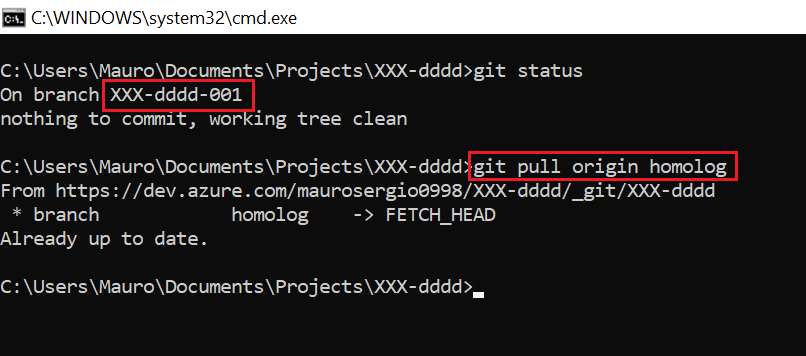 C:\WINDOWS\system32\cmd.exe
C:\Users\Mauro\Documents\Projects\XXX-dddd>git status
On branch XXX-dddd-001
nothing to commit, working tree clean
C:\Users\Mauro\Documents\Projects\XXX-dddd>git pull origin homolog
From https://dev.azure.com/maurosergio0998/XXX-dddd/_git/XXX-dddd
 * branch            homolog    -> FETCH_HEAD
Already up to date.
C:\Users\Mauro\Documents\Projects\XXX-dddd>